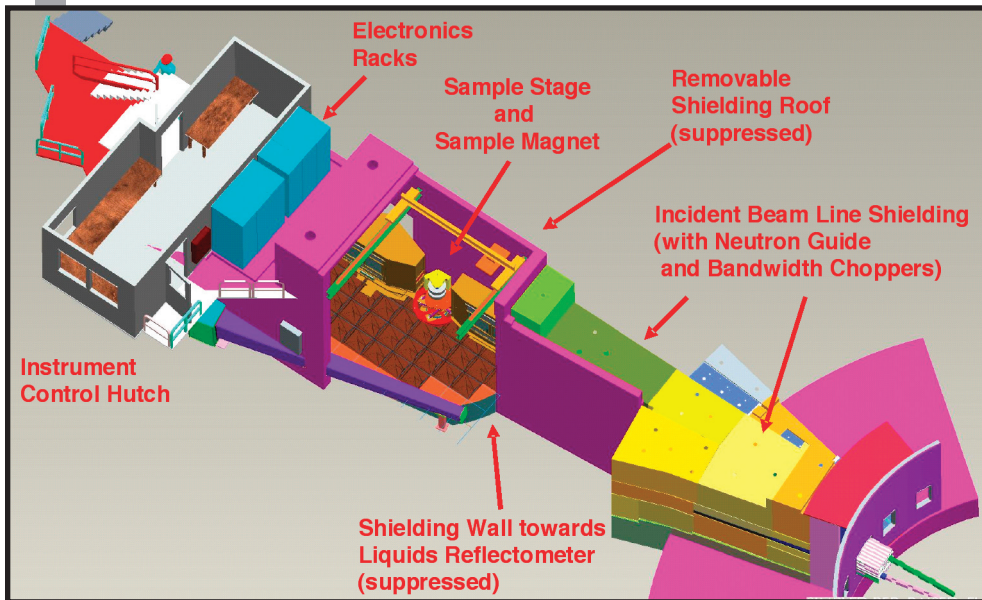 Electronics
Racks
Sample Stage
and
Sample Magnet
Removable
Shielding Roof
(suppressed)
Incident Beam Line Shielding
(with Neutron Guide
and Bandwidth Choppers)
Instrument
Control Hutch
Shielding Wall towards
Liquids Reflectometer
(suppressed)